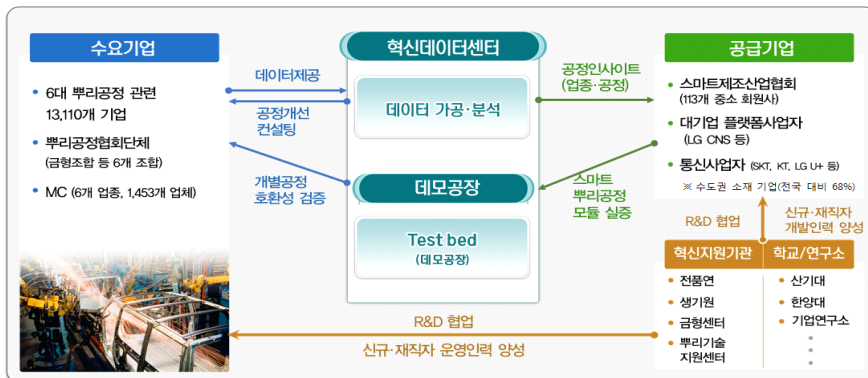 수요기업
• 6대 뿌리공정 관련
13,110개 기업
• 뿌리공정협회단체
(금형조합 등 6개 조합)
• MC (6개 업종, 1,453개 업체)
데이터제공
공정개선
컨설팅
개별공정
호환성 검증
혁신데이터센터
데이터 가공·분석
데모공장
Test bed
(데모공장)
공정인사이트
(업종·공정)
스마트
뿌리공정
모듈 실증
공급기업
• 스마트제조산업협회
(113개 중소 회원사)
• 대기업 플랫폼사업자
(LG CNS 등)
• 통신사업자 (SKT, KT, LG U+ 등)
※ 수도권 소재 기업(전국 대비 68%)
R&D 협업
신규·재직자
개발인력 양성
혁신지원기관
• 전품연
• 생기원
• 금형센터
• 뿌리기술
지원센터
학교/연구소
• 산기대
• 한양대
• 기업연구소
R&D 협업
신규·재직자 운영인력 양성